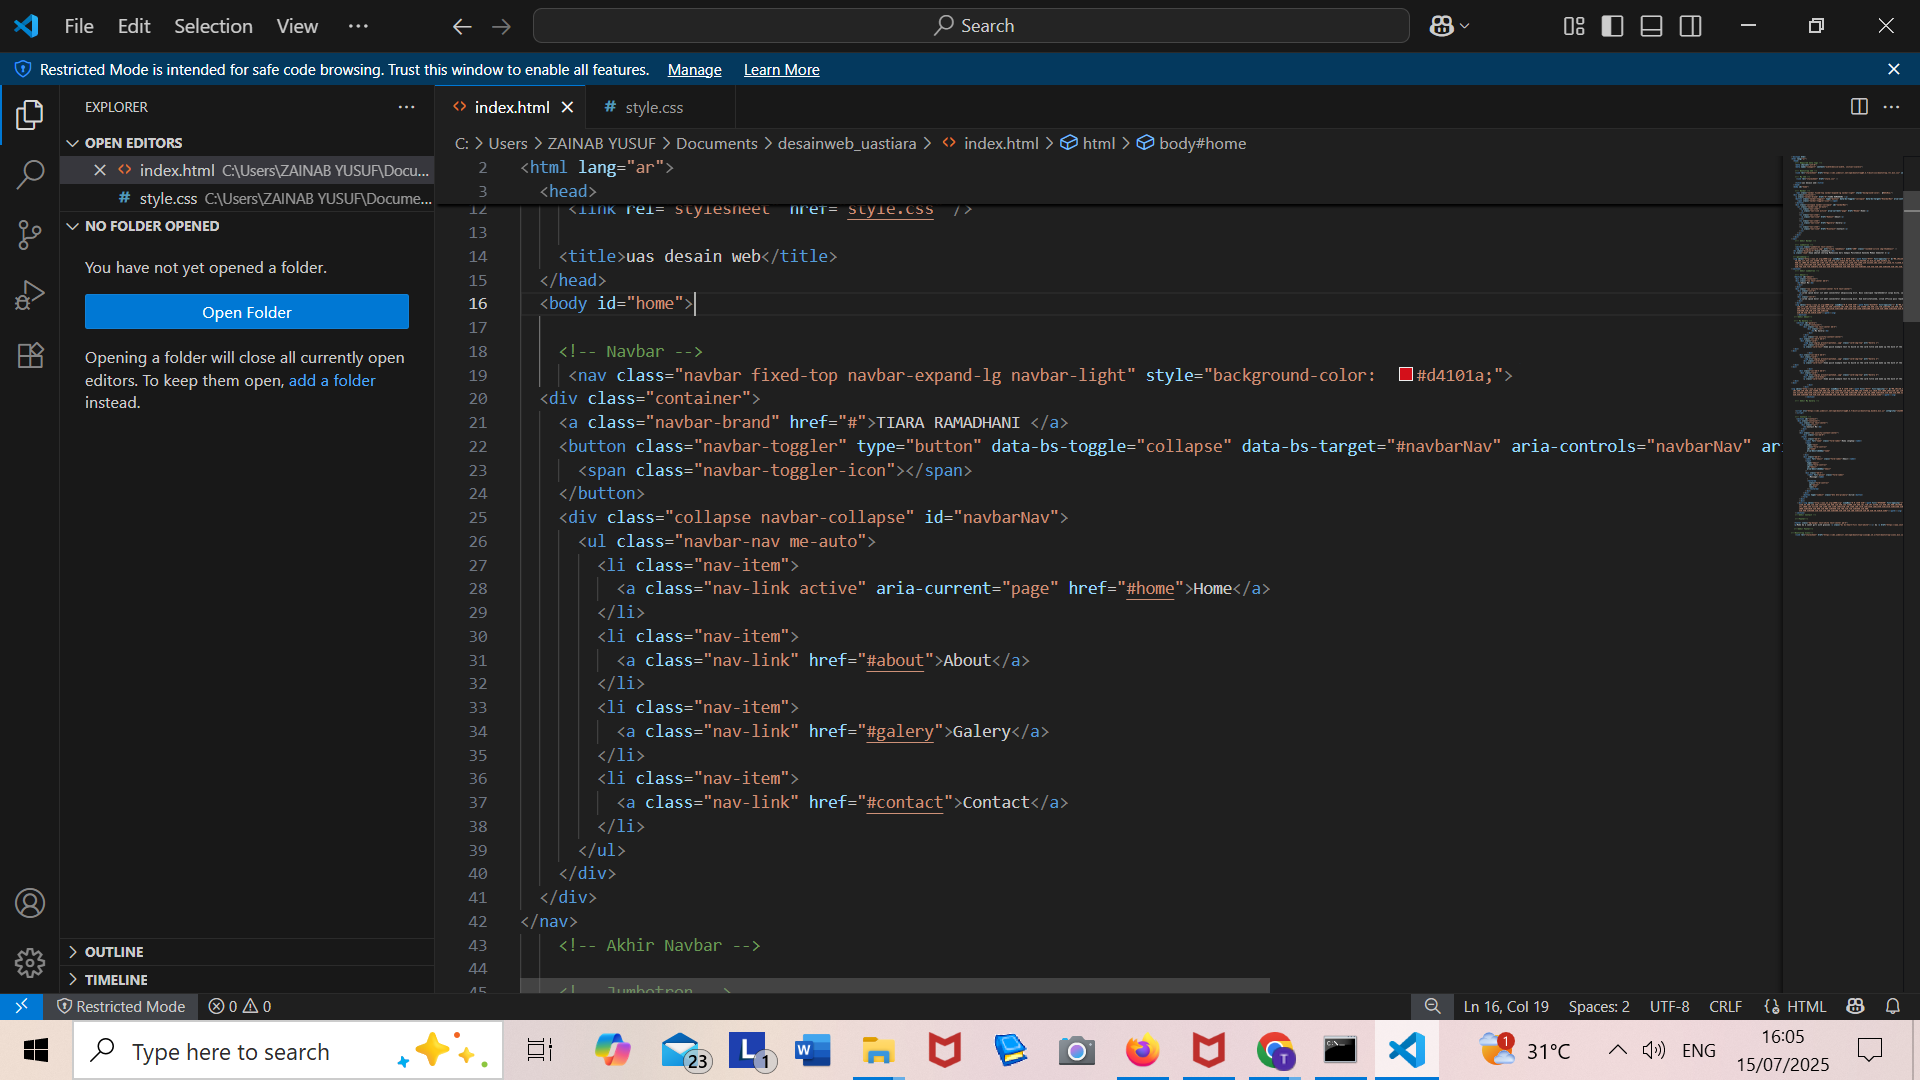 File Edit Selection View ··· Search
Restricted Mode is intended for safe code browsing. Trust this window to enable all features. Manage Learn More
EXPLORER ···
OPEN EDITORS
index.html C:\Users\ZAINAB YUSUF\Docu...
style.css C:\Users\ZAINAB YUSUF\Docume...
NO FOLDER OPENED
You have not yet opened a folder.
Open Folder
Opening a folder will close all currently open
editors. To keep them open, add a folder
instead.
OUTLINE
TIMELINE
index.html style.css
C: > Users > ZAINAB YUSUF > Documents > desainweb_uastiara > index.html > html > body#home
2 <html lang="ar">
3 <head>
12 <link rel="stylesheet" href="style.css" />
13
14 <title>uas desain web</title>
15 </head>
16 <body id="home">
17
18 <!-- Navbar -->
19 <nav class="navbar fixed-top navbar-expand-lg navbar-light" style="background-color: #d4101a;">
20 <div class="container">
21 <a class="navbar-brand" href="#">TIARA RAMADHANI </a>
22 <button class="navbar-toggler" type="button" data-bs-toggle="collapse" data-bs-target="#navbarNav" aria-controls="navbarNav" ar
23 <span class="navbar-toggler-icon"></span>
24 </button>
25 <div class="collapse navbar-collapse" id="navbarNav">
26 <ul class="navbar-nav me-auto">
27 <li class="nav-item">
28 <a class="nav-link active" aria-current="page" href="#home">Home</a>
29 </li>
30 <li class="nav-item">
31 <a class="nav-link" href="#about">About</a>
32 </li>
33 <li class="nav-item">
34 <a class="nav-link" href="#galery">Galery</a>
35 </li>
36 <li class="nav-item">
37 <a class="nav-link" href="#contact">Contact</a>
38 </li>
39 </ul>
40 </div>
41 </div>
42 </nav>
43 <!-- Akhir Navbar -->
44
45 <!-- Jumbotron -->
Restricted Mode 0 0 Ln 16, Col 19 Spaces: 2 UTF-8 CRLF HTML
Type here to search 23 1 1 31°C ENG 16:05
15/07/2025